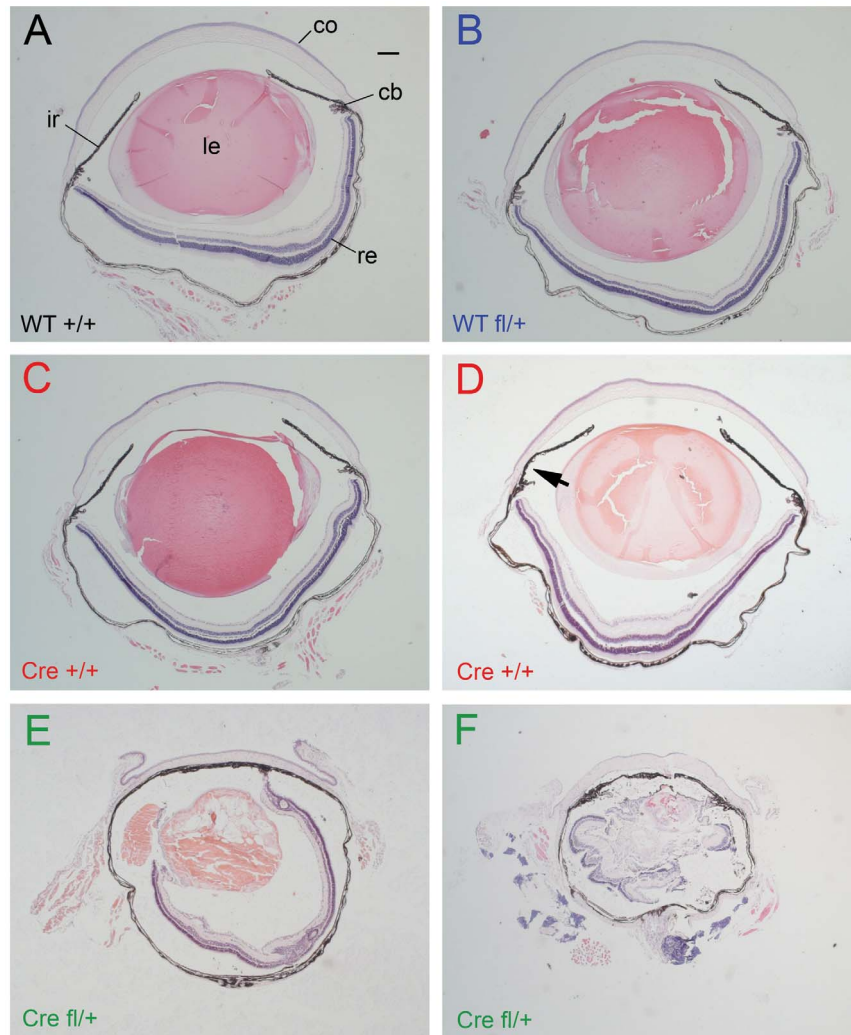 A
co
cb
ir
le
re
WT +/+
B
WT fl/+
C
Cre +/+
D
Cre +/+
E
Cre fl/+
F
Cre fl/+